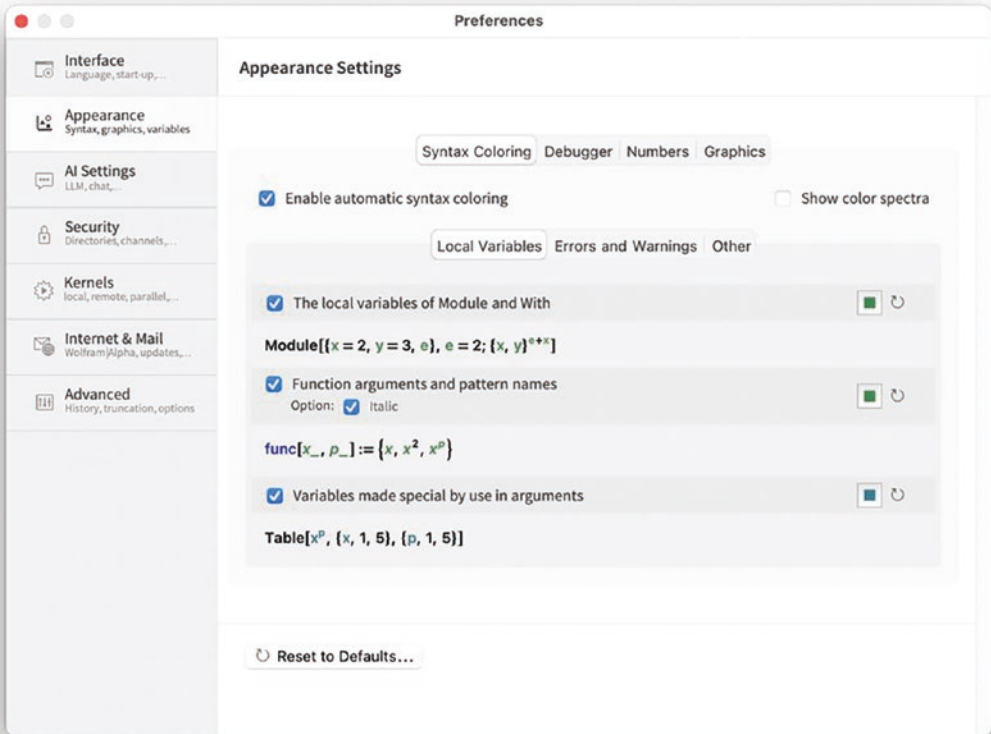 Preferences
Interface
Language, start-up,...
Appearance
Syntax, graphics, variables
AI Settings
LLM, chat,...
Security
Directories, channels,...
Kernels
local, remote, parallel,...
Internet & Mail
Wolfram|Alpha, updates,...
Advanced
History, truncation, options
Appearance Settings
Syntax Coloring Debugger Numbers Graphics
Enable automatic syntax coloring Show color spectra
Local Variables Errors and Warnings Other
The local variables of Module and With
Module[{x = 2, y = 3, e}, e = 2; {x, y}^e+x]
Function arguments and pattern names
Option: Italic
func[x_, p_] := {x, x², xᵖ}
Variables made special by use in arguments
Table[xᵖ, {x, 1, 5}, {p, 1, 5}]
Reset to Defaults...